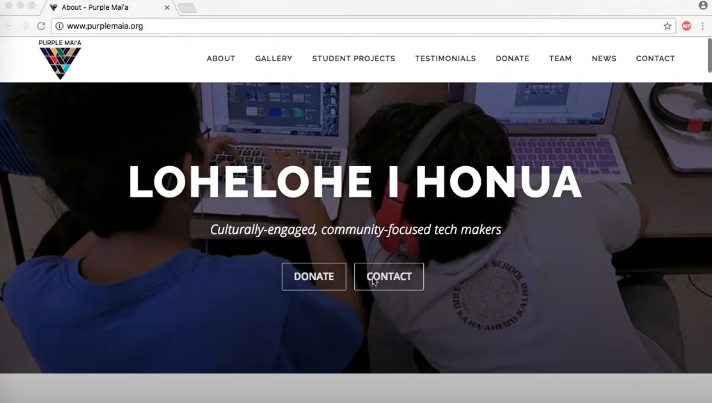 About - Purple Mai'a
www.purplemaia.org
PURPLE MAI'A
ABOUT GALLERY STUDENT PROJECTS TESTIMONIALS DONATE TEAM NEWS CONTACT
LOHELOHE I HONUA
Culturally-engaged, community-focused tech makers
DONATE CONTACT